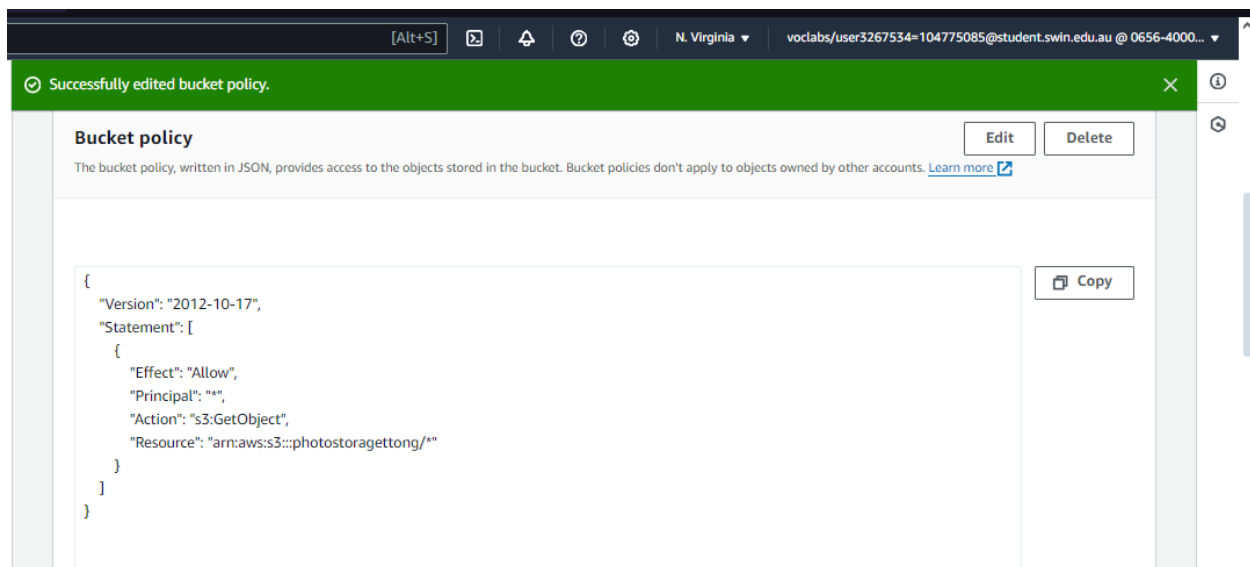 [Alt+S] N. Virginia ▼ voclabs/user3267534=104775085@student.swin.edu.au @ 0656-4000... ▼
Successfully edited bucket policy.
Bucket policy Edit Delete
The bucket policy, written in JSON, provides access to the objects stored in the bucket. Bucket policies don't apply to objects owned by other accounts. Learn more
Copy
{
"Version": "2012-10-17",
"Statement": [
{
"Effect": "Allow",
"Principal": "*",
"Action": "s3:GetObject",
"Resource": "arn:aws:s3:::photostoragettong/*"
}
]
}